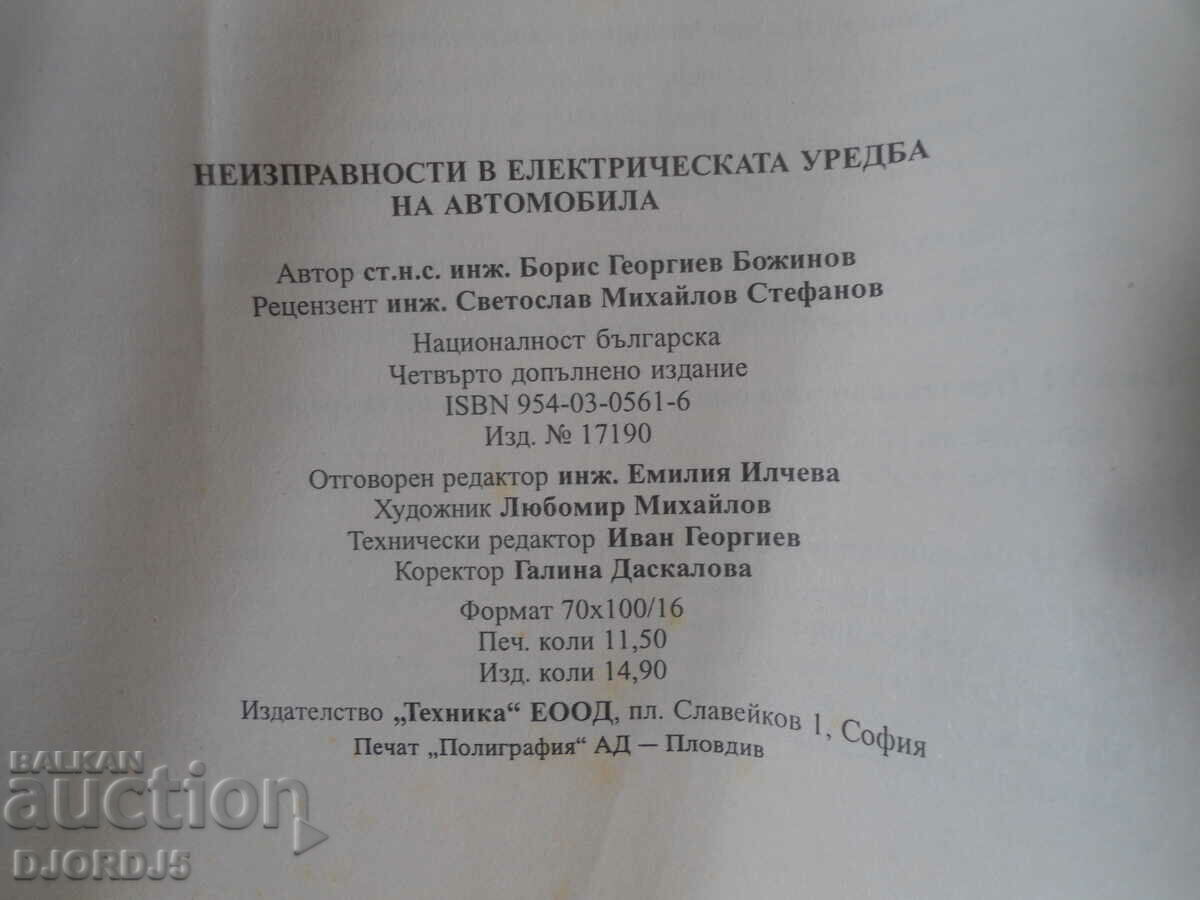 НЕИЗПРАВНОСТИ В ЕЛЕКТРИЧЕСКАТА УРЕДБА
НА АВТОМОБИЛА
Автор ст.н.с. инж. Борис Георгиев Божинов
Рецензент инж. Светослав Михайлов Стефанов
Националност българска
Четвърто допълнено издание
ISBN 954-03-0561-6
Изд. № 17190
Отговорен редактор инж. Емилия Илчева
Художник Любомир Михайлов
Технически редактор Иван Георгиев
Коректор Галина Даскалова
Формат 70x100/16
Печ. коли 11,50
Изд. коли 14,90
Издателство „Техника“ ЕООД, пл. Славейков 1, София
Печат „Полиграфия“ АД — Пловдив
BALKAN
auction
DJORDJ5